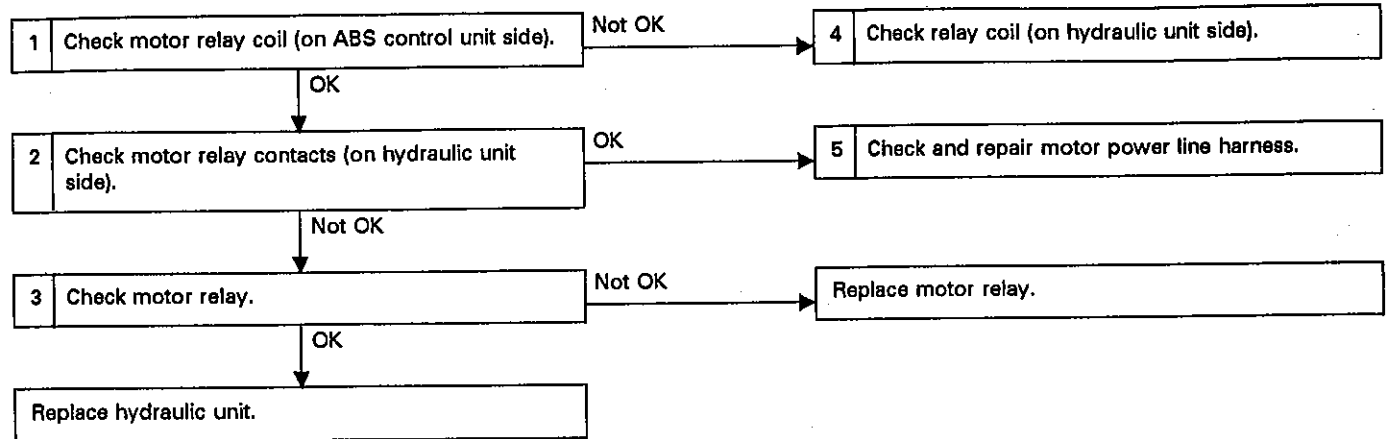 1 Check motor relay coil (on ABS control unit side).
Not OK
4 Check relay coil (on hydraulic unit side).
OK
2 Check motor relay contacts (on hydraulic unit
side).
OK
5 Check and repair motor power line harness.
Not OK
3 Check motor relay.
Not OK
Replace motor relay.
OK
Replace hydraulic unit.